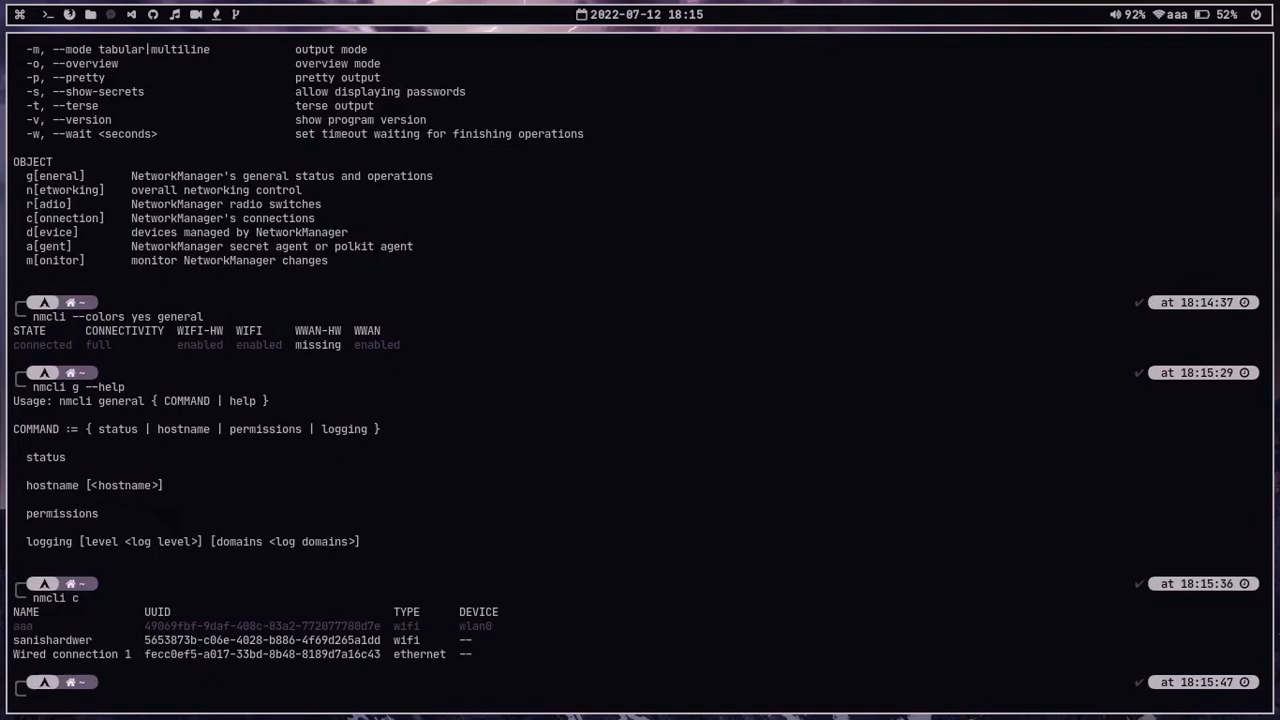 2022-07-12 18:15
92% aaa 52%
-m, --mode tabular|multiline output mode
-o, --overview overview mode
-p, --pretty pretty output
-s, --show-secrets allow displaying passwords
-t, --terse terse output
-v, --version show program version
-w, --wait <seconds> set timeout waiting for finishing operations
OBJECT
g[eneral] NetworkManager's general status and operations
n[etworking] overall networking control
r[adio] NetworkManager radio switches
c[onnection] NetworkManager's connections
d[evice] devices managed by NetworkManager
a[gent] NetworkManager secret agent or polkit agent
m[onitor] monitor NetworkManager changes
~ at 18:14:37
nmcli --colors yes general
STATE CONNECTIVITY WIFI-HW WIFI WWAN-HW WWAN
connected full enabled enabled missing enabled
~ at 18:15:29
nmcli g --help
Usage: nmcli general { COMMAND | help }
COMMAND := { status | hostname | permissions | logging }
status
hostname [<hostname>]
permissions
logging [level <log level>] [domains <log domains>]
~ at 18:15:36
nmcli c
NAME UUID TYPE DEVICE
aaa 49069fbf-9daf-408c-83a2-772077780d7e wifi wlan0
sanishardwer 5653873b-c06e-4028-b886-4f69d265a1dd wifi --
Wired connection 1 fecc0ef5-a017-33bd-8b48-8189d7a16c43 ethernet --
~ at 18:15:47